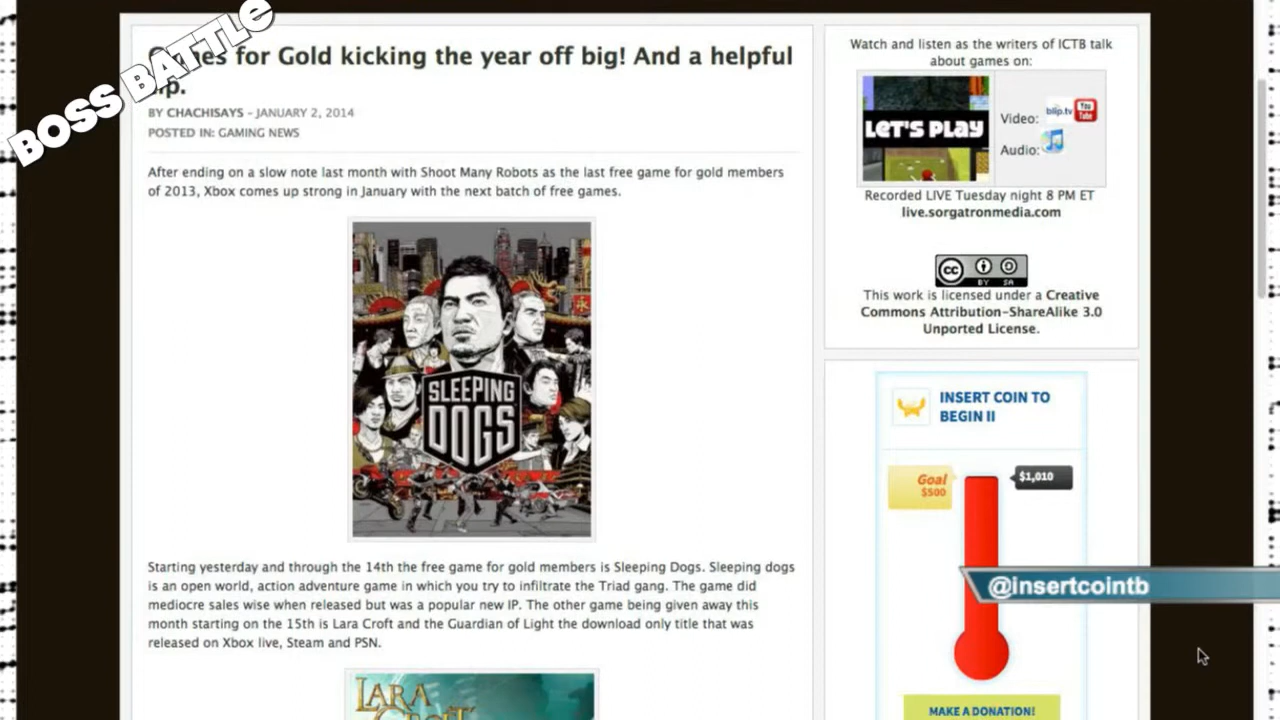 BOSS BATTLE
for Gold kicking the year off big! And a helpful
BY CHACHISAYS – JANUARY 2, 2014
POSTED IN: GAMING NEWS
After ending on a slow note last month with Shoot Many Robots as the last free game for gold members
of 2013, Xbox comes up strong in January with the next batch of free games.
SLEEPING
DOGS
Starting yesterday and through the 14th the free game for gold members is Sleeping Dogs. Sleeping dogs
is an open world, action adventure game in which you try to infiltrate the Triad gang. The game did
mediocre sales wise when released but was a popular new IP. The other game being given away this
month starting on the 15th is Lara Croft and the Guardian of Light the download only title that was
released on Xbox live, Steam and PSN.
LARA
CROFT
Watch and listen as the writers of ICTB talk
about games on:
LET'S PLAY
Video: blip.tv You Tube
Audio:
Recorded LIVE Tuesday night 8 PM ET
live.sorgatronmedia.com
cc BY SA
This work is licensed under a Creative
Commons Attribution-ShareAlike 3.0
Unported License.
INSERT COIN TO
BEGIN II
Goal
$500
$1,010
@insertcointb
MAKE A DONATION!